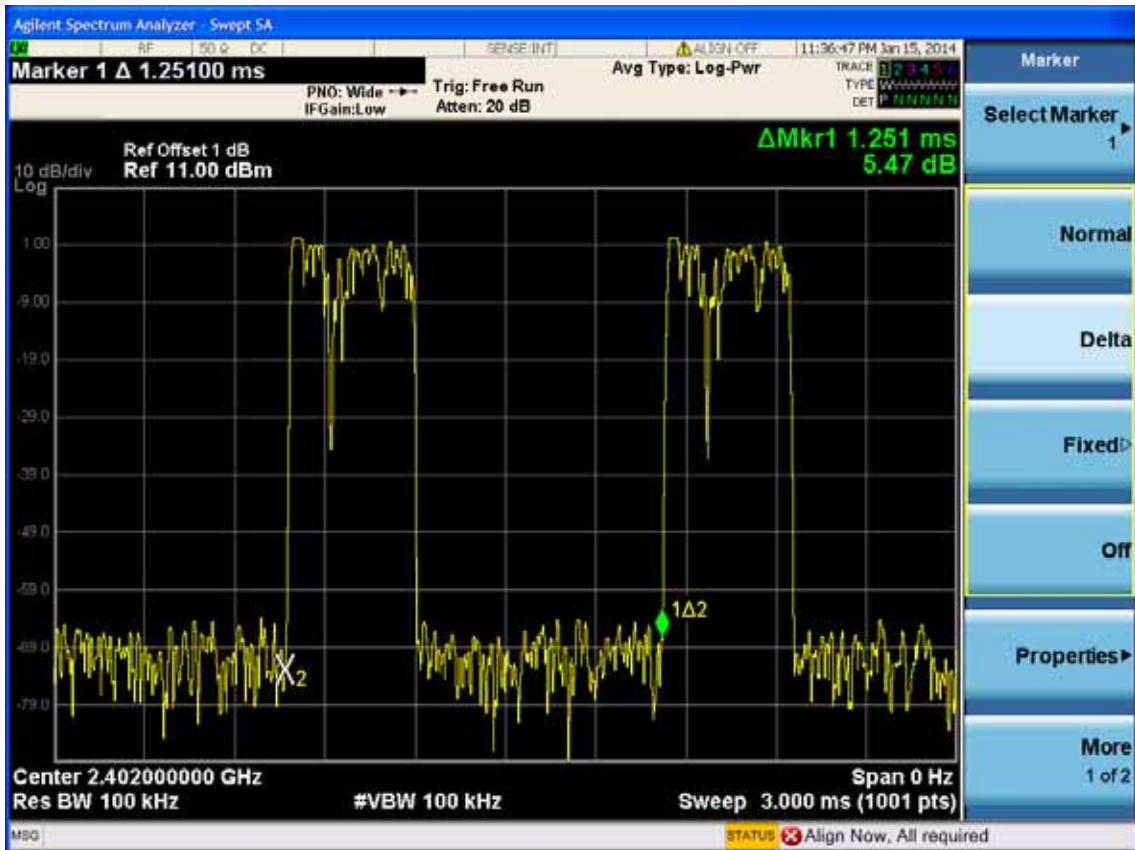 Agilent Spectrum Analyzer - Swept SA
RF 50 Ω DC SENSE:INT ALIGN OFF 11:36:47 PM Jan 15, 2014
Marker 1 Δ 1.25100 ms
PNO: Wide
IFGain:Low
Trig: Free Run
Atten: 20 dB
Avg Type: Log-Pwr
TRACE 1 2 3 4 5 6
TYPE
DET P N N N N N
ΔMkr1 1.251 ms
5.47 dB
Ref Offset 1 dB
10 dB/div Ref 11.00 dBm
Log
1.00
-9.00
-19.0
-29.0
-39.0
-49.0
-59.0
-69.0
-79.0
1Δ2
2
Center 2.402000000 GHz Span 0 Hz
Res BW 100 kHz #VBW 100 kHz Sweep 3.000 ms (1001 pts)
MSG STATUS Align Now, All required
Marker
Select Marker
1
Normal
Delta
Fixed
Off
Properties
More
1 of 2